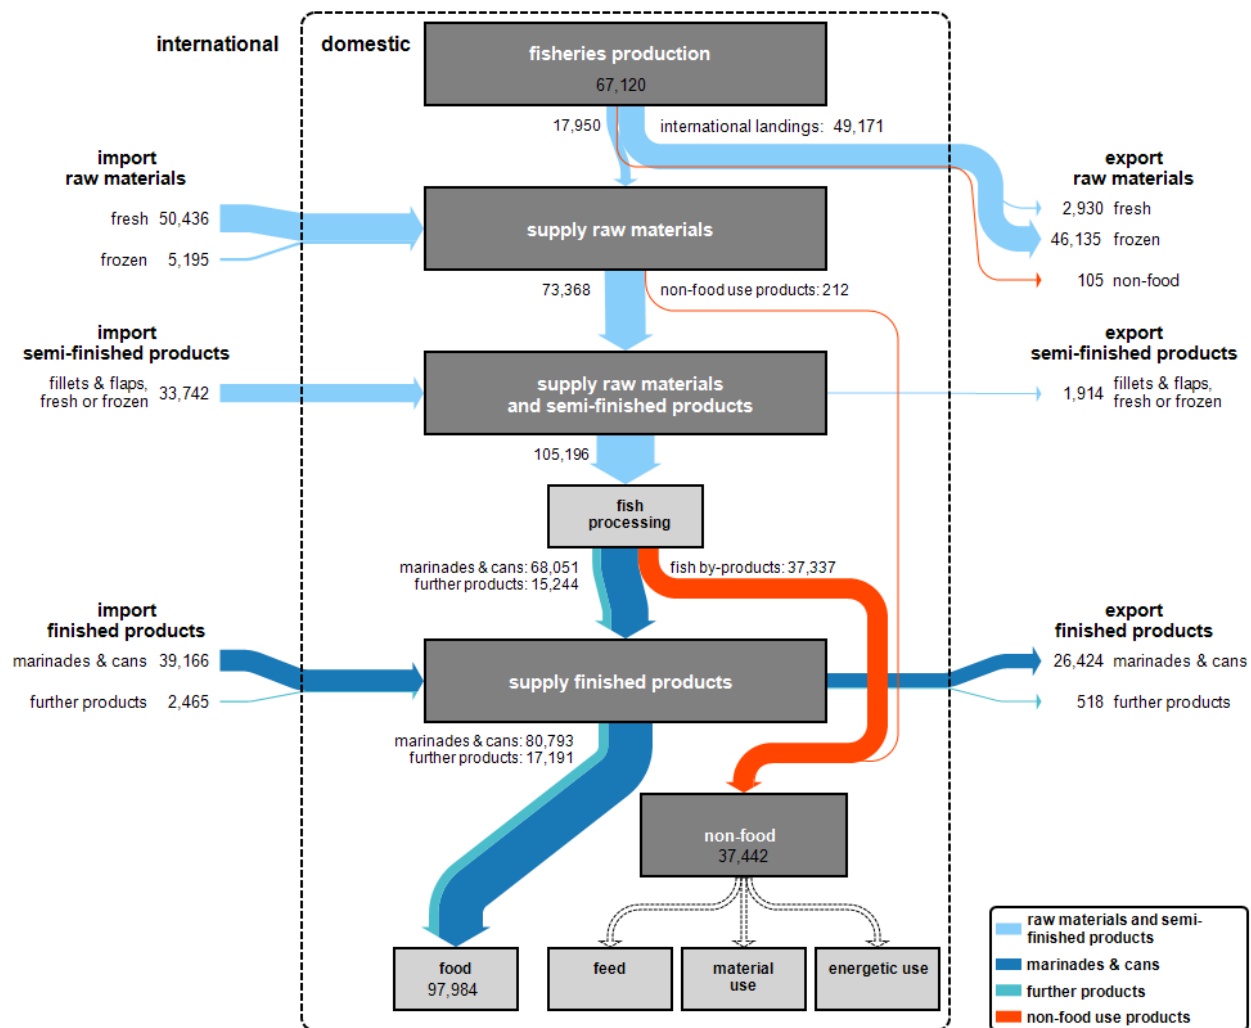 international
domestic
fisheries production
67,120
17,950
international landings: 49,171
import
raw materials
fresh 50,436
frozen 5,195
export
raw materials
2,930 fresh
46,135 frozen
105 non-food
supply raw materials
73,368
non-food use products: 212
import
semi-finished products
fillets & flaps,
fresh or frozen 33,742
export
semi-finished products
1,914 fillets & flaps,
fresh or frozen
supply raw materials
and semi-finished products
105,196
fish
processing
marinades & cans: 68,051
further products: 15,244
fish by-products: 37,337
import
finished products
marinades & cans 39,166
further products 2,465
export
finished products
26,424 marinades & cans
518 further products
supply finished products
marinades & cans: 80,793
further products: 17,191
non-food
37,442
food
97,984
feed
material
use
energetic use
raw materials and semi-
finished products
marinades & cans
further products
non-food use products